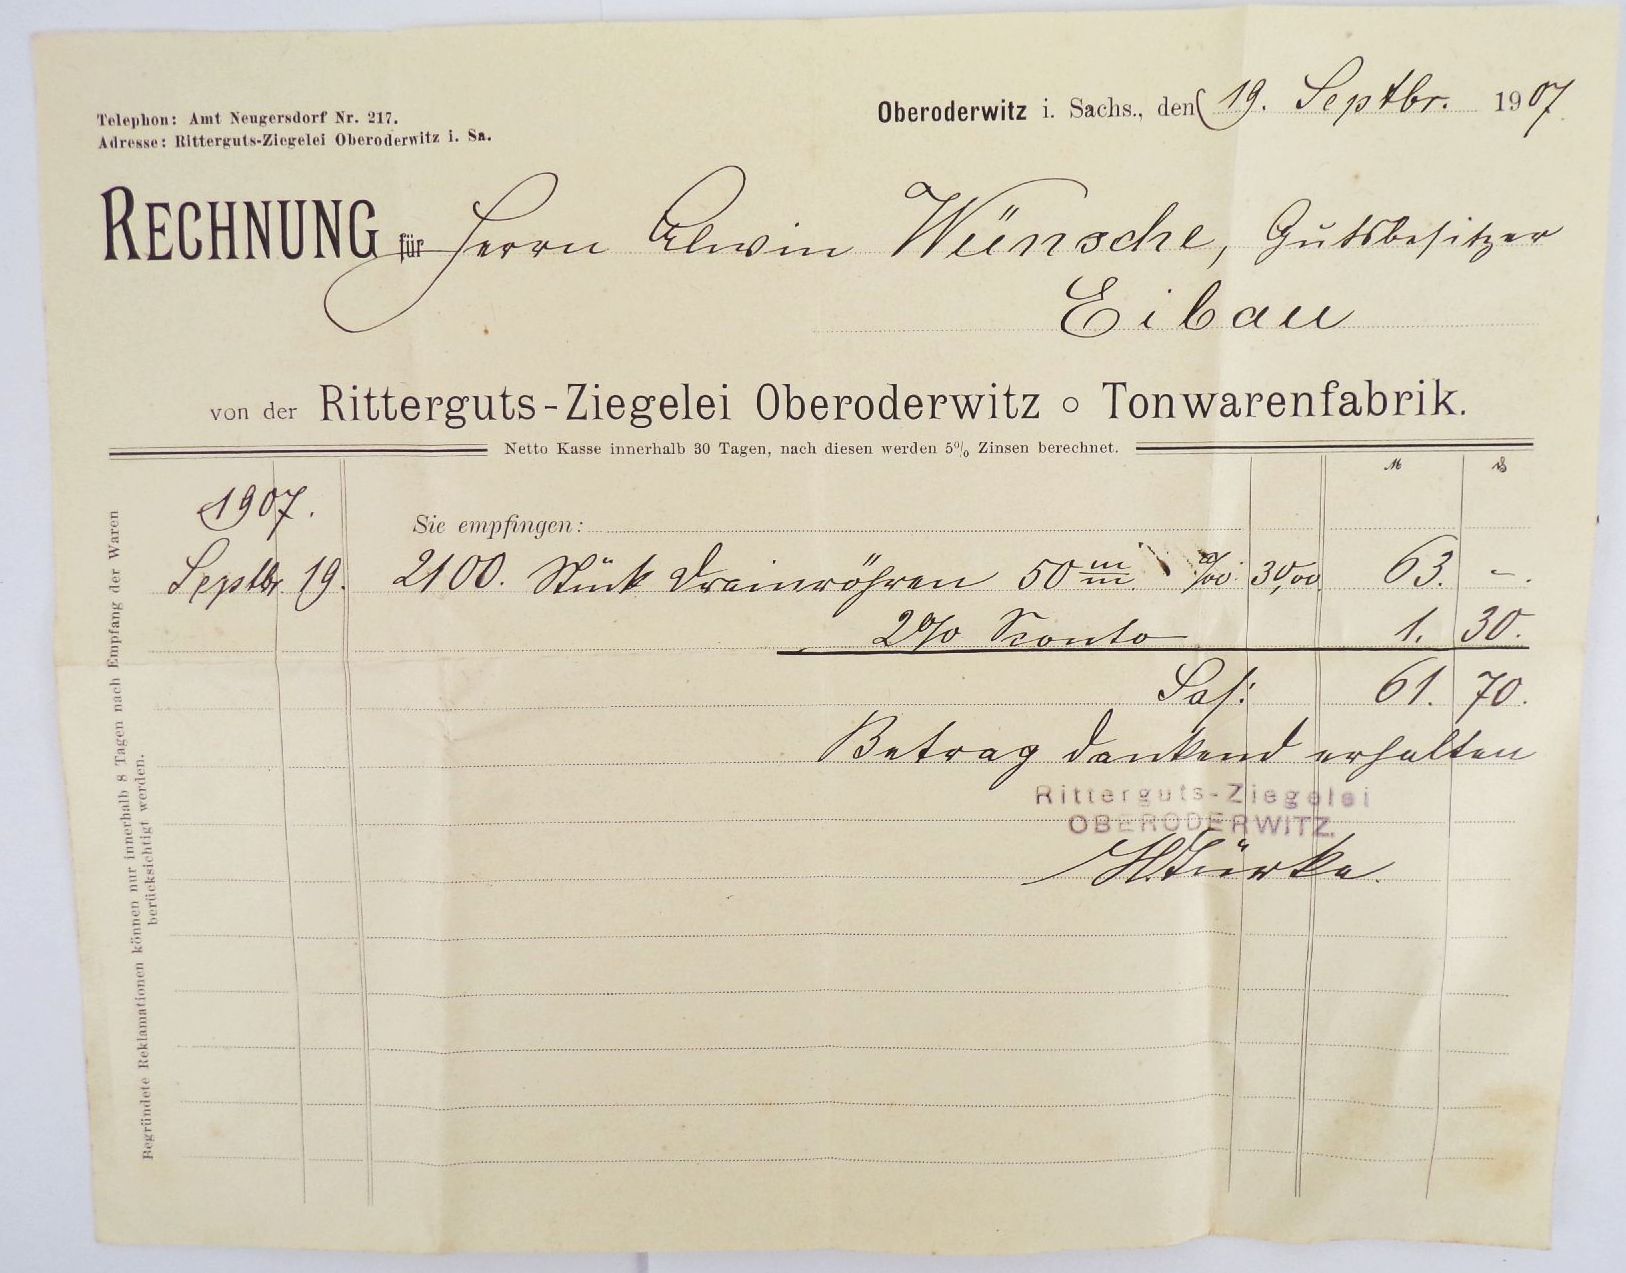 Telephon: Amt Neugersdorf Nr. 217.
Adresse: Ritterguts-Ziegelei Oberoderwitz i. Sa.
Oberoderwitz i. Sachs., den 19. Septbr. 1907
RECHNUNG für Herrn Alwin Wünsche, Gutsbesitzer
Eibau
von der Ritterguts-Ziegelei Oberoderwitz ○ Tonwarenfabrik.
Netto Kasse innerhalb 30 Tagen, nach diesen werden 5% Zinsen berechnet.
M ₰
1907.
Sie empfingen:
Septbr. 19. 2100. Stück Drainröhren 50 m/m. %00. 30,00 63. -.
2% Sconto 1. 30.
61. 70.
Betrag dankend erhalten
Ritterguts-Ziegelei
OBERODERWITZ.
Begründete Reklamationen können nur innerhalb 8 Tagen nach Empfang der Waren
berücksichtigt werden.